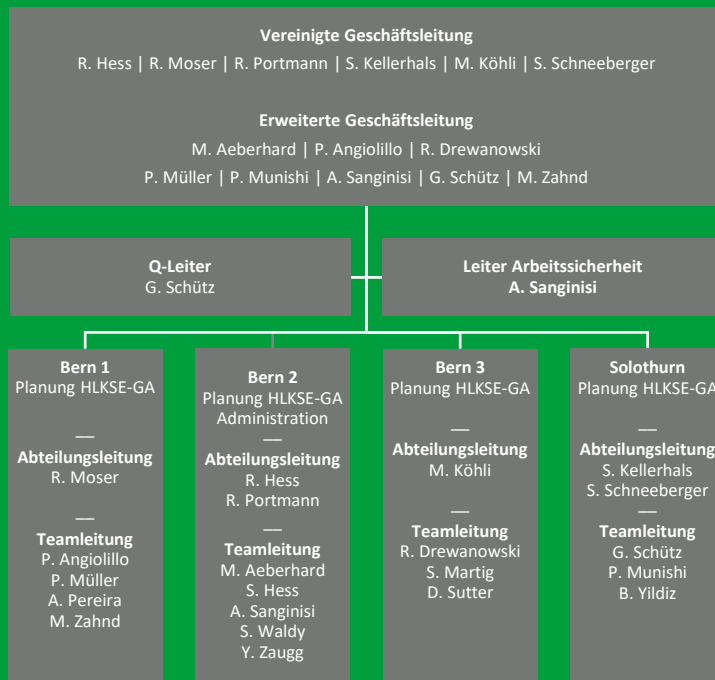 Vereinigte Geschäftsleitung
R. Hess | R. Moser | R. Portmann | S. Kellerhals | M. Köhli | S. Schneeberger
Erweiterte Geschäftsleitung
M. Aeberhard | P. Angiolillo | R. Drewanowski
P. Müller | P. Munishi | A. Sanginisi | G. Schütz | M. Zahnd
Q-Leiter
G. Schütz
Leiter Arbeitssicherheit
A. Sanginisi
Bern 1
Planung HLKSE-GA
Abteilungsleitung
R. Moser
Teamleitung
P. Angiolillo
P. Müller
A. Pereira
M. Zahnd
Bern 2
Planung HLKSE-GA
Administration
Abteilungsleitung
R. Hess
R. Portmann
Teamleitung
M. Aeberhard
S. Hess
A. Sanginisi
S. Waldy
Y. Zaugg
Bern 3
Planung HLKSE-GA
Abteilungsleitung
M. Köhli
Teamleitung
R. Drewanowski
S. Martig
D. Sutter
Solothurn
Planung HLKSE-GA
Abteilungsleitung
S. Kellerhals
S. Schneeberger
Teamleitung
G. Schütz
P. Munishi
B. Yildiz